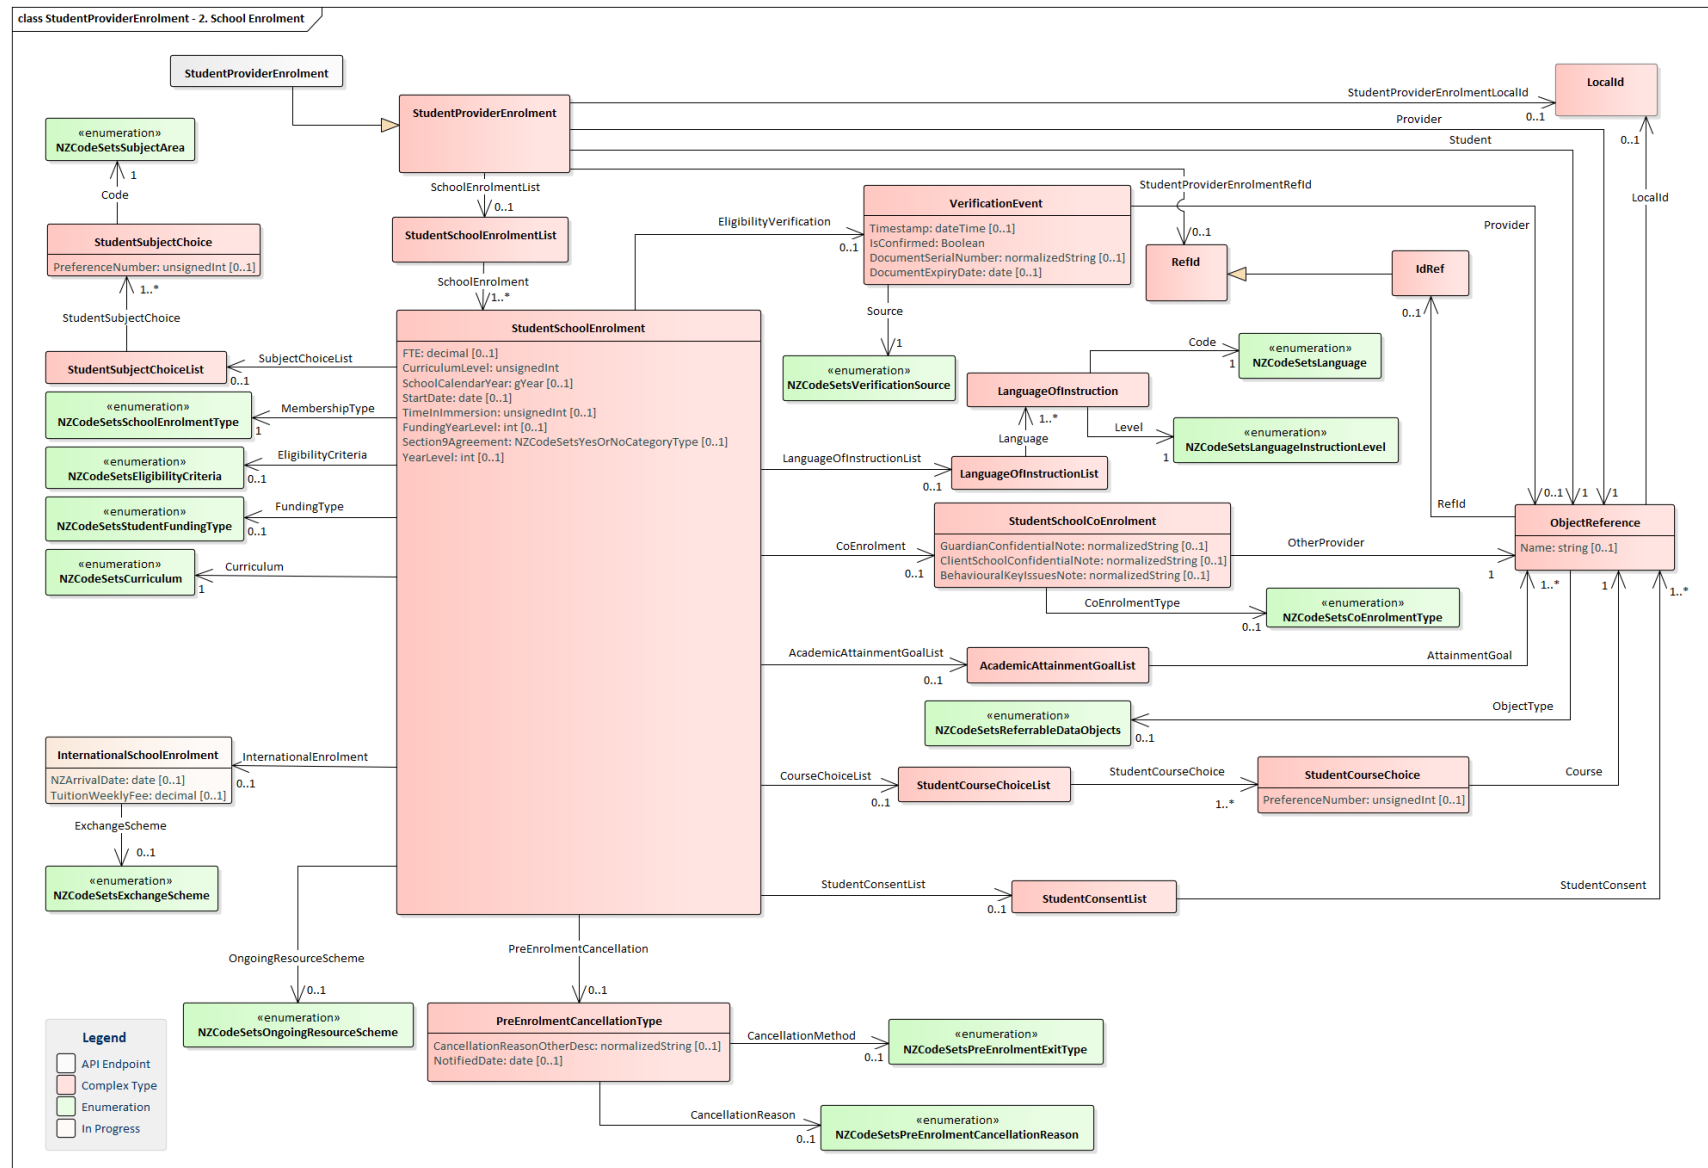 class StudentProviderEnrolment - 2. School Enrolment
StudentProviderEnrolment
StudentProviderEnrolment
LocalId
StudentProviderEnrolmentLocalId
0..1
Provider
Student
0..1
«enumeration»
NZCodeSetsSubjectArea
1
Code
SchoolEnrolmentList
0..1
StudentProviderEnrolmentRefId
LocalId
StudentSchoolEnrolmentList
EligibilityVerification
0..1
VerificationEvent
Timestamp: dateTime [0..1]
IsConfirmed: Boolean
DocumentSerialNumber: normalizedString [0..1]
DocumentExpiryDate: date [0..1]
Provider
0..1
RefId
IdRef
0..1
StudentSubjectChoice
PreferenceNumber: unsignedInt [0..1]
1..*
StudentSubjectChoice
SchoolEnrolment
1..*
Source
1
«enumeration»
NZCodeSetsVerificationSource
StudentSchoolEnrolment
FTE: decimal [0..1]
CurriculumLevel: unsignedInt
SchoolCalendarYear: gYear [0..1]
StartDate: date [0..1]
TimeInImmersion: unsignedInt [0..1]
FundingYearLevel: int [0..1]
Section9Agreement: NZCodeSetsYesOrNoCategoryType [0..1]
YearLevel: int [0..1]
StudentSubjectChoiceList
SubjectChoiceList
0..1
«enumeration»
NZCodeSetsSchoolEnrolmentType
MembershipType
1
«enumeration»
NZCodeSetsEligibilityCriteria
EligibilityCriteria
0..1
«enumeration»
NZCodeSetsStudentFundingType
FundingType
0..1
«enumeration»
NZCodeSetsCurriculum
Curriculum
1
Code
1
«enumeration»
NZCodeSetsLanguage
LanguageOfInstruction
1..*
Language
Level
1
«enumeration»
NZCodeSetsLanguageInstructionLevel
LanguageOfInstructionList
0..1
LanguageOfInstructionList
RefId
0..1
1
1
ObjectReference
Name: string [0..1]
StudentSchoolCoEnrolment
GuardianConfidentialNote: normalizedString [0..1]
ClientSchoolConfidentialNote: normalizedString [0..1]
BehaviouralKeyIssuesNote: normalizedString [0..1]
CoEnrolment
0..1
OtherProvider
1
1..*
1
1..*
CoEnrolmentType
0..1
«enumeration»
NZCodeSetsCoEnrolmentType
AcademicAttainmentGoalList
0..1
AcademicAttainmentGoalList
AttainmentGoal
ObjectType
0..1
«enumeration»
NZCodeSetsReferrableDataObjects
InternationalSchoolEnrolment
NZArrivalDate: date [0..1]
TuitionWeeklyFee: decimal [0..1]
InternationalEnrolment
0..1
ExchangeScheme
0..1
«enumeration»
NZCodeSetsExchangeScheme
CourseChoiceList
0..1
StudentCourseChoiceList
StudentCourseChoice
1..*
StudentCourseChoice
PreferenceNumber: unsignedInt [0..1]
Course
StudentConsentList
0..1
StudentConsentList
StudentConsent
OngoingResourceScheme
0..1
«enumeration»
NZCodeSetsOngoingResourceScheme
PreEnrolmentCancellation
0..1
PreEnrolmentCancellationType
CancellationReasonOtherDesc: normalizedString [0..1]
NotifiedDate: date [0..1]
CancellationMethod
0..1
«enumeration»
NZCodeSetsPreEnrolmentExitType
CancellationReason
0..1
«enumeration»
NZCodeSetsPreEnrolmentCancellationReason
Legend
API Endpoint
Complex Type
Enumeration
In Progress